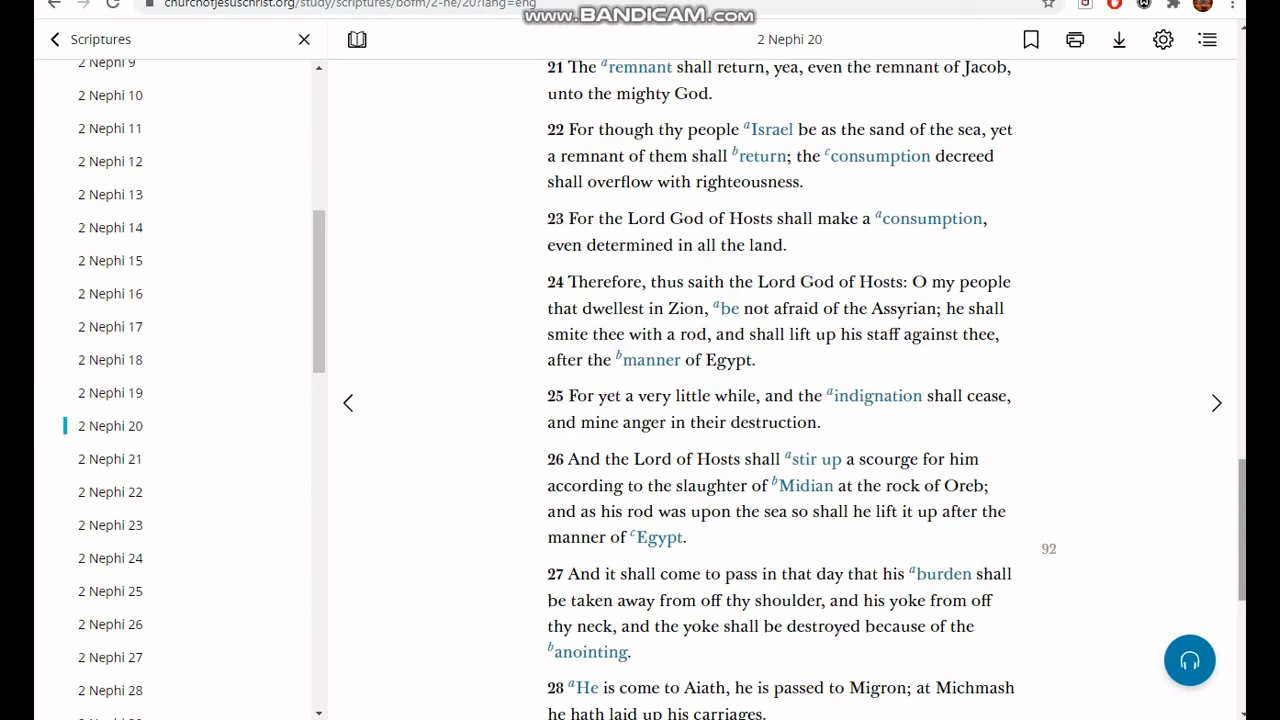 churchofjesuschrist.org/study/scriptures/bofm/2-ne/20?lang=eng
www.BANDICAM.com
Scriptures
2 Nephi 20
2 Nephi 9
2 Nephi 10
2 Nephi 11
2 Nephi 12
2 Nephi 13
2 Nephi 14
2 Nephi 15
2 Nephi 16
2 Nephi 17
2 Nephi 18
2 Nephi 19
2 Nephi 20
2 Nephi 21
2 Nephi 22
2 Nephi 23
2 Nephi 24
2 Nephi 25
2 Nephi 26
2 Nephi 27
2 Nephi 28
21 The aremnant shall return, yea, even the remnant of Jacob,
unto the mighty God.
22 For though thy people aIsrael be as the sand of the sea, yet
a remnant of them shall breturn; the cconsumption decreed
shall overflow with righteousness.
23 For the Lord God of Hosts shall make a aconsumption,
even determined in all the land.
24 Therefore, thus saith the Lord God of Hosts: O my people
that dwellest in Zion, abe not afraid of the Assyrian; he shall
smite thee with a rod, and shall lift up his staff against thee,
after the bmanner of Egypt.
25 For yet a very little while, and the aindignation shall cease,
and mine anger in their destruction.
26 And the Lord of Hosts shall astir up a scourge for him
according to the slaughter of bMidian at the rock of Oreb;
and as his rod was upon the sea so shall he lift it up after the
manner of cEgypt.
92
27 And it shall come to pass in that day that his aburden shall
be taken away from off thy shoulder, and his yoke from off
thy neck, and the yoke shall be destroyed because of the
banointing.
28 aHe is come to Aiath, he is passed to Migron; at Michmash
he hath laid up his carriages.